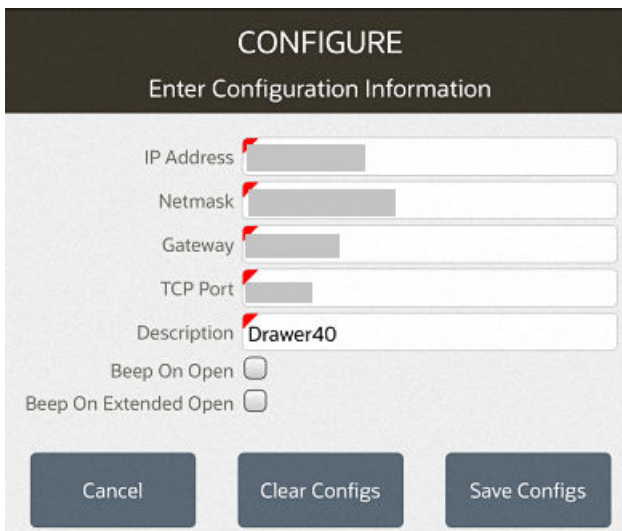 CONFIGURE
Enter Configuration Information
IP Address
Netmask
Gateway
TCP Port
Description Drawer40
Beep On Open
Beep On Extended Open
Cancel Clear Configs Save Configs